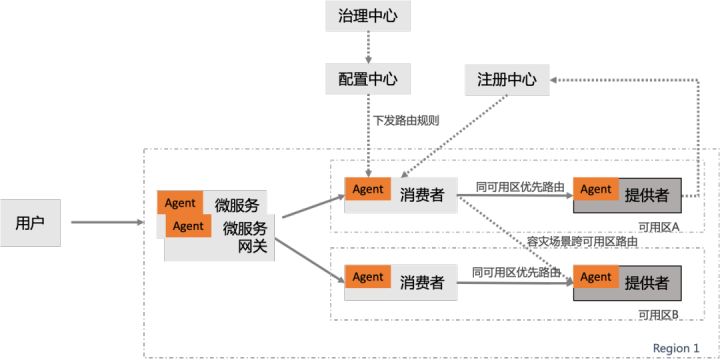 治理中心
配置中心
注册中心
下发路由规则
用户
Agent
微服务
Agent
微服务
网关
Agent
消费者
同可用区优先路由
Agent
提供者
可用区A
容灾场景跨可用区路由
Agent
消费者
同可用区优先路由
Agent
提供者
可用区B
Region 1